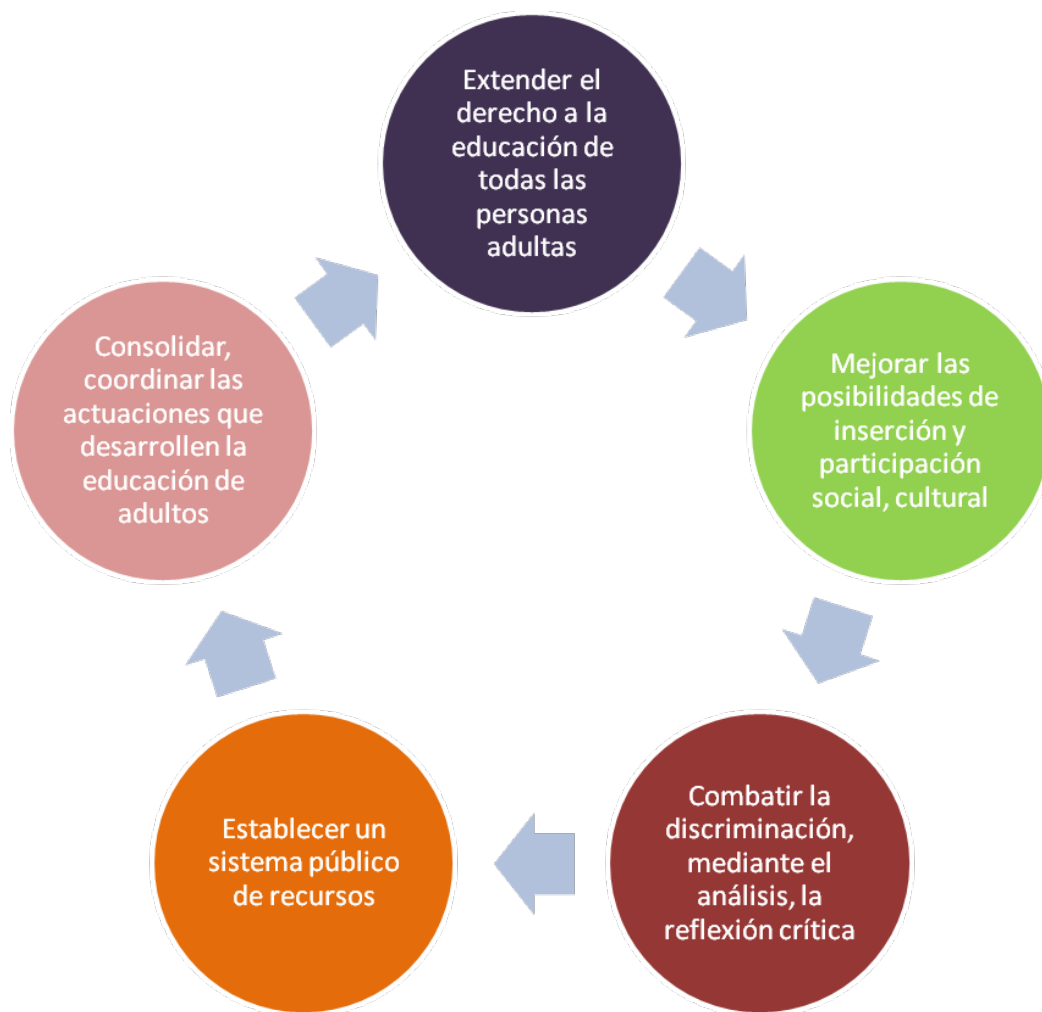 Extender el
derecho a la
educación de
todas las
personas
adultas
Mejorar las
posibilidades de
inserción y
participación
social, cultural
Combatir la
discriminación,
mediante el
análisis, la
reflexión crítica
Establecer un
sistema público
de recursos
Consolidar,
coordinar las
actuaciones que
desarrollen la
educación de
adultos